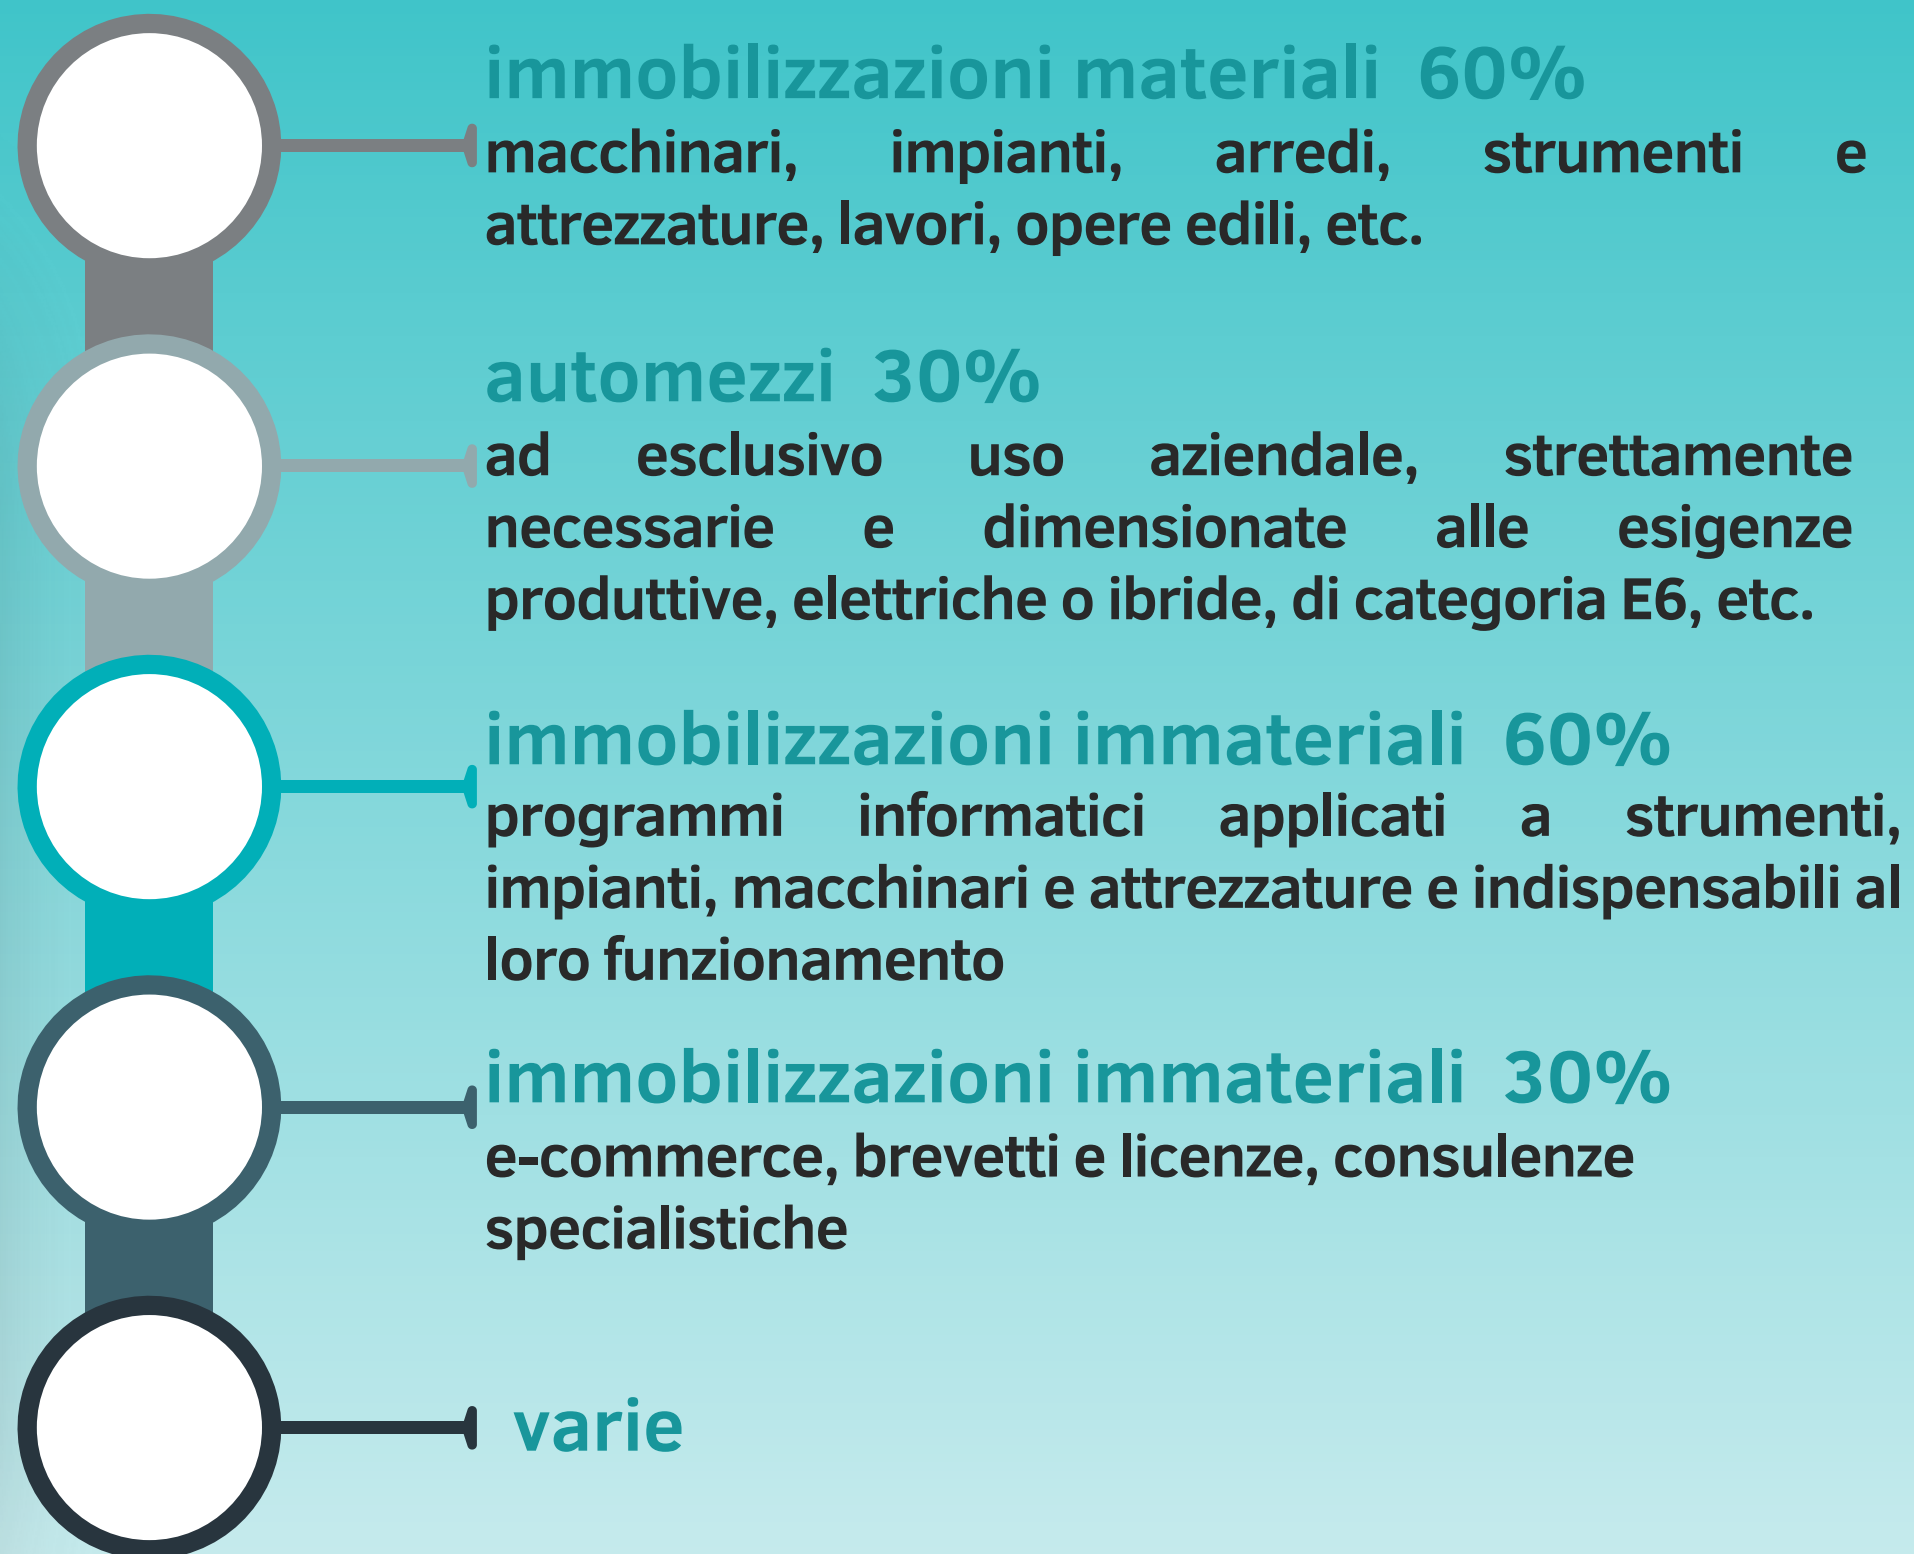 immobilizzazioni materiali 60%
macchinari, impianti, arredi, strumenti e
attrezzature, lavori, opere edili, etc.
automezzi 30%
ad esclusivo uso aziendale, strettamente
necessarie e dimensionate alle esigenze
produttive, elettriche o ibride, di categoria E6, etc.
immobilizzazioni immateriali 60%
programmi informatici applicati a strumenti,
impianti, macchinari e attrezzature e indispensabili al
loro funzionamento
immobilizzazioni immateriali 30%
e-commerce, brevetti e licenze, consulenze
specialistiche
varie